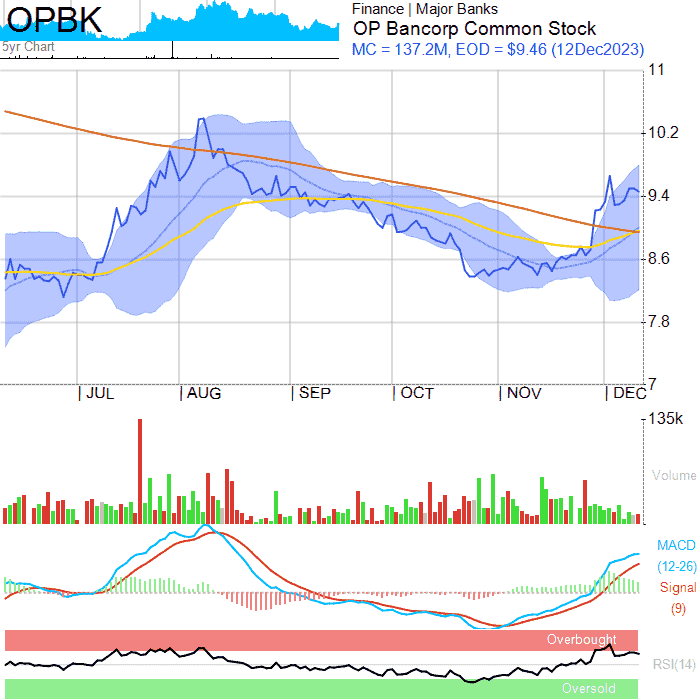 OPBK
5yr Chart
Finance | Major Banks
OP Bancorp Common Stock
MC = 137.2M, EOD = $9.46 (12Dec2023)
11
10.2
9.4
8.6
7.8
7
JUL
AUG
SEP
OCT
NOV
DEC
135k
Volume
MACD
(12-26)
Signal
(9)
Overbought
RSI(14)
Oversold